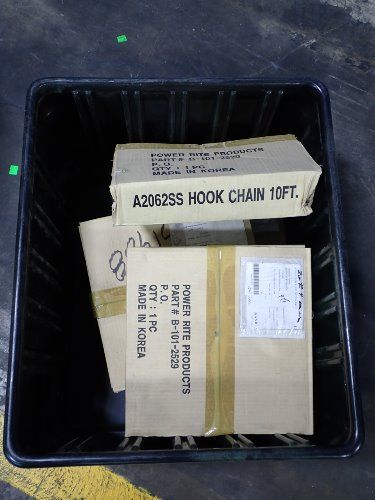 POWER RITE PRODUCTS
PART# B-101-2529
P. O.
QTY : 1 PC
MADE IN KOREA
A2062SS HOOK CHAIN 10FT.
POWER RITE PRODUCTS
PART # B-101-2529
P. O.
QTY : 1 PC
MADE IN KOREA